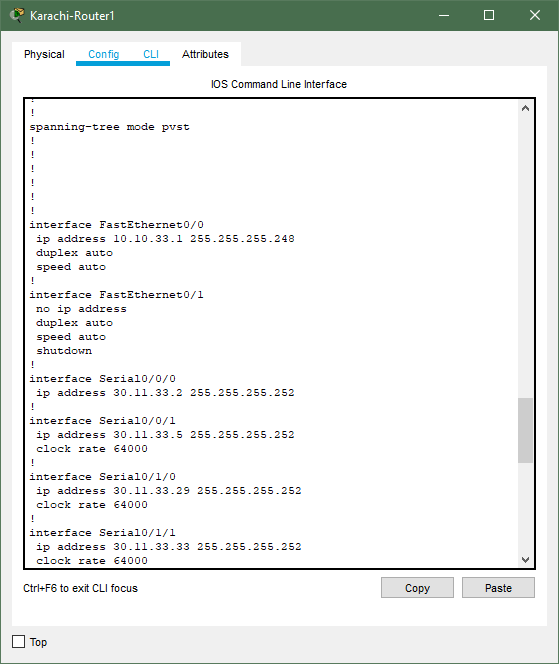 Karachi-Router1
Physical Config CLI Attributes
IOS Command Line Interface
!
!
spanning-tree mode pvst
!
!
!
!
!
!
interface FastEthernet0/0
ip address 10.10.33.1 255.255.255.248
duplex auto
speed auto
!
interface FastEthernet0/1
no ip address
duplex auto
speed auto
shutdown
!
interface Serial0/0/0
ip address 30.11.33.2 255.255.255.252
!
interface Serial0/0/1
ip address 30.11.33.5 255.255.255.252
clock rate 64000
!
interface Serial0/1/0
ip address 30.11.33.29 255.255.255.252
clock rate 64000
!
interface Serial0/1/1
ip address 30.11.33.33 255.255.255.252
clock rate 64000
Ctrl+F6 to exit CLI focus
Copy Paste
Top